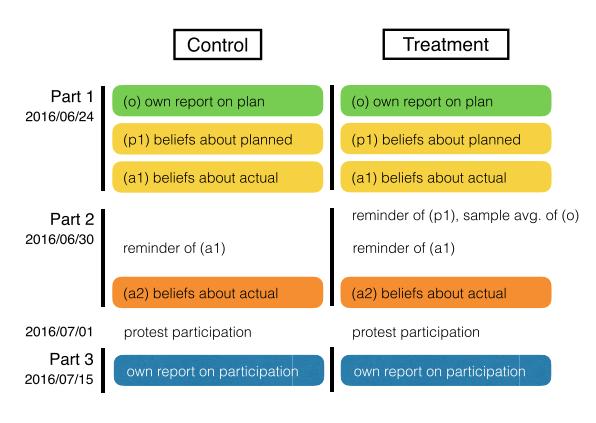 Control Treatment
Part 1
2016/06/24
(o) own report on plan (o) own report on plan
(p1) beliefs about planned (p1) beliefs about planned
(a1) beliefs about actual (a1) beliefs about actual
Part 2
2016/06/30
reminder of (p1), sample avg. of (o)
reminder of (a1) reminder of (a1)
(a2) beliefs about actual (a2) beliefs about actual
2016/07/01 protest participation protest participation
Part 3
2016/07/15
own report on participation own report on participation